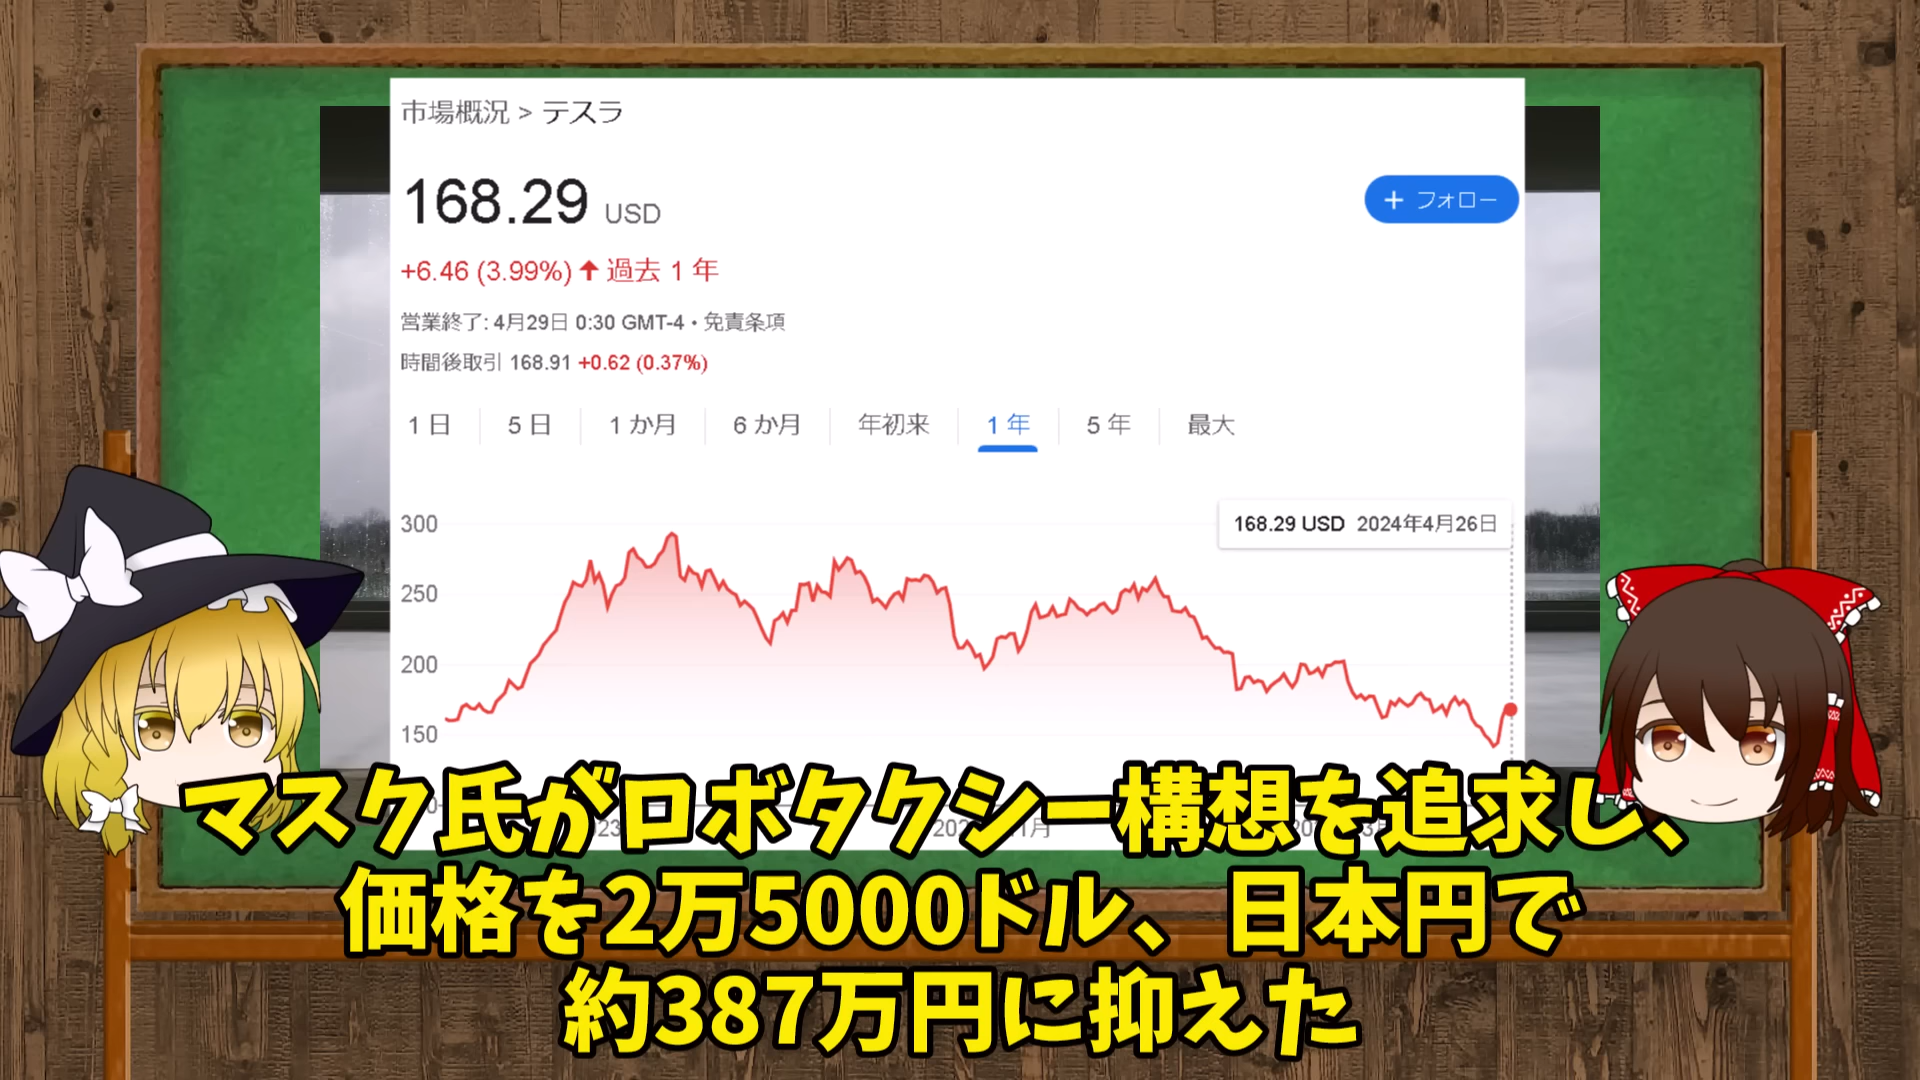 市場概況 > テスラ
168.29 USD
+ フォロー
+6.46 (3.99%) ↑ 過去 1 年
営業終了: 4月29日 0:30 GMT-4 • 免責条項
時間後取引 168.91 +0.62 (0.37%)
1 日 5 日 1 か月 6 か月 年初来 1 年 5 年 最大
168.29 USD 2024年4月26日
300
250
200
150
マスク氏がロボタクシー構想を追求し、
価格を2万5000ドル、日本円で
約387万円に抑えた